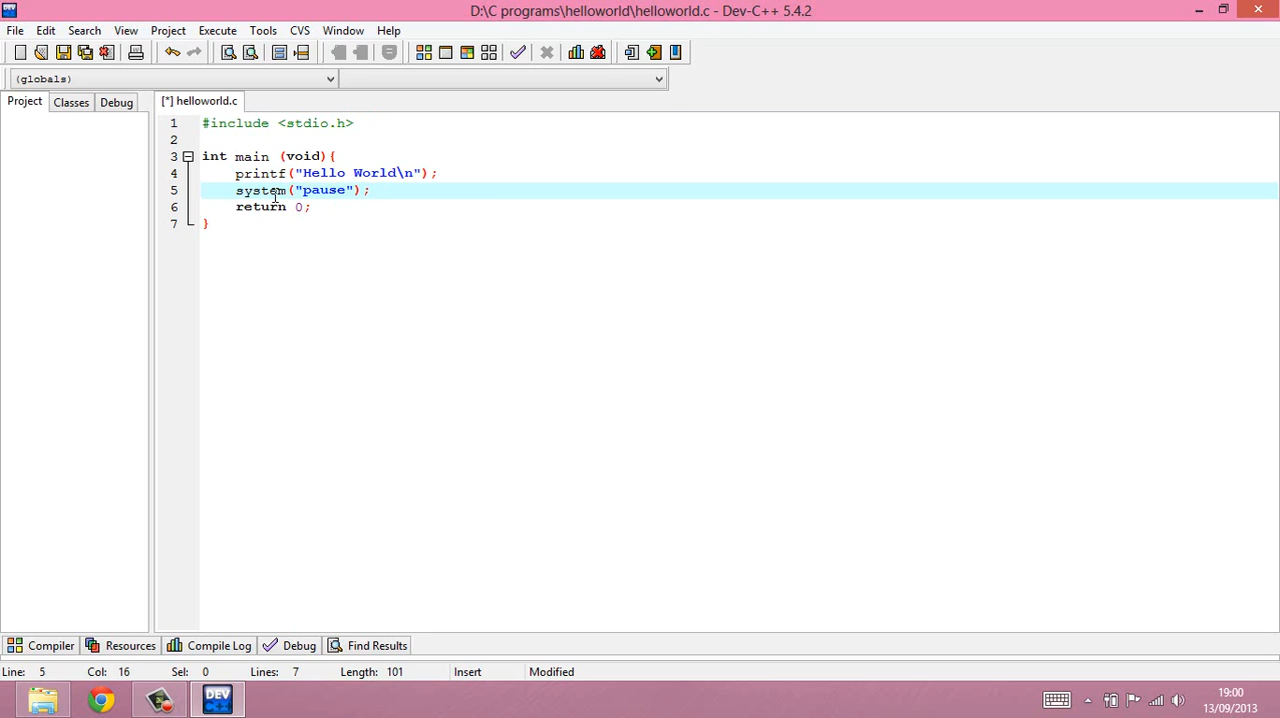 D:\C programs\helloworld\helloworld.c - Dev-C++ 5.4.2
File Edit Search View Project Execute Tools CVS Window Help
(globals)
Project Classes Debug [*] helloworld.c
1 #include <stdio.h>
2
3 int main (void){
4 printf("Hello World\n");
5 system("pause");
6 return 0;
7 }
Compiler Resources Compile Log Debug Find Results
Line: 5 Col: 16 Sel: 0 Lines: 7 Length: 101 Insert Modified
DEV C++ 19:00
13/09/2013